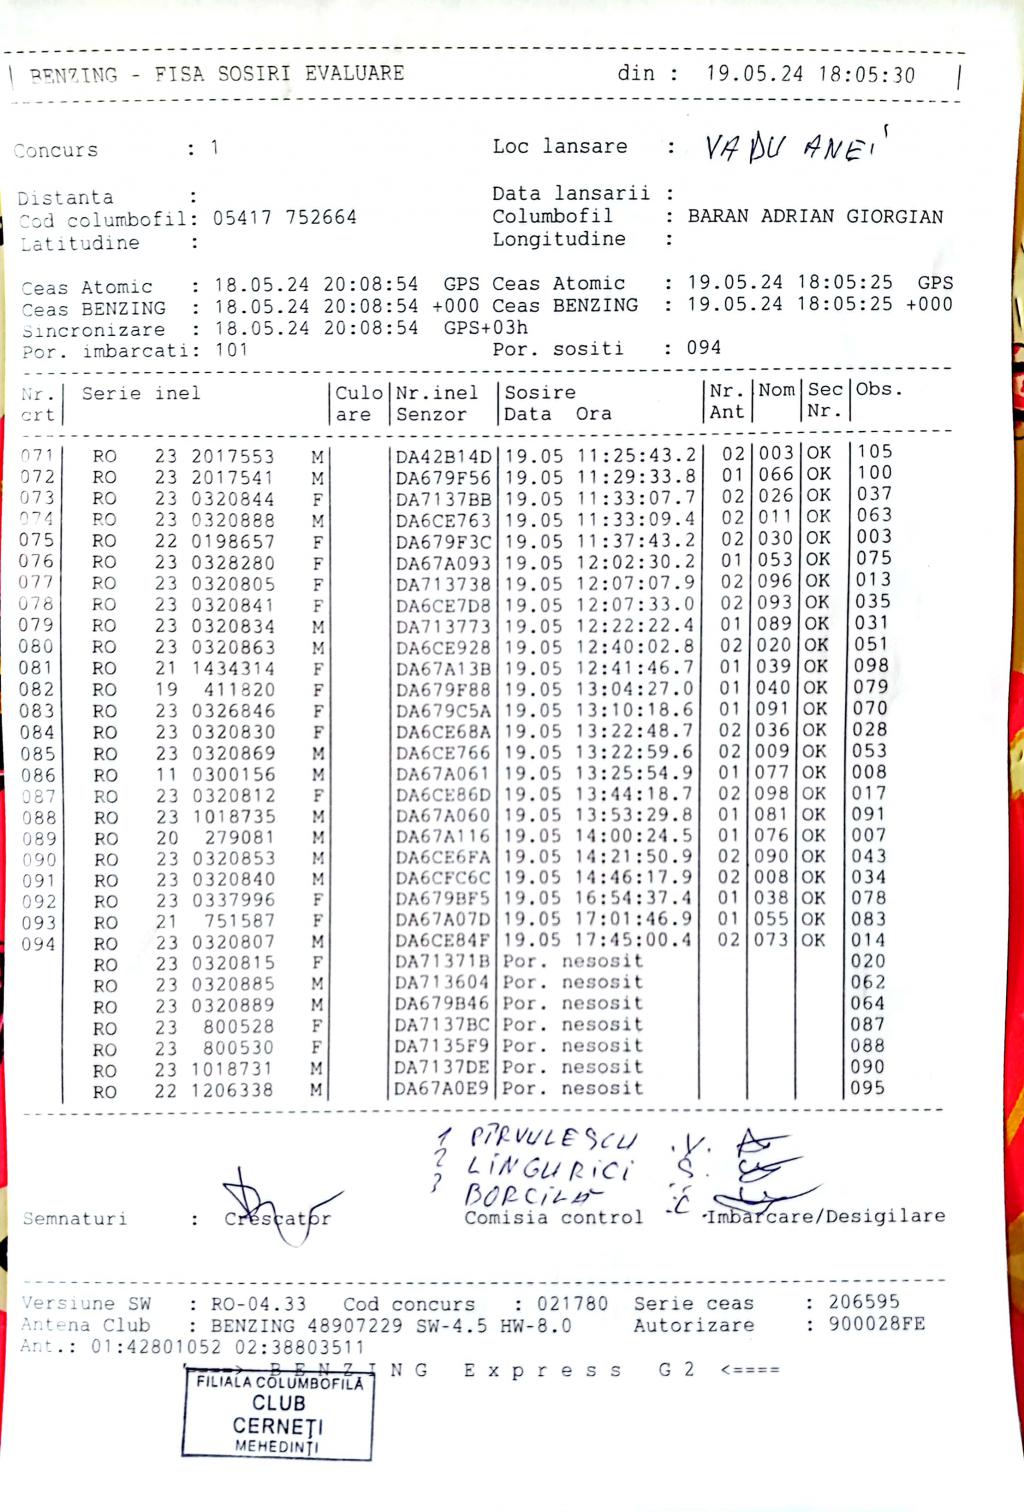 BENZING - FISA SOSIRI EVALUARE din : 19.05.24 18:05:30
Concurs : 1 Loc lansare : VADU ANEI
Distanta : Data lansarii :
Cod columbofil: 05417 752664 Columbofil : BARAN ADRIAN GIORGIAN
Latitudine : Longitudine :
Ceas Atomic : 18.05.24 20:08:54 GPS Ceas Atomic : 19.05.24 18:05:25 GPS
Ceas BENZING : 18.05.24 20:08:54 +000 Ceas BENZING : 19.05.24 18:05:25 +000
Sincronizare : 18.05.24 20:08:54 GPS+03h
Por. imbarcati: 101 Por. sositi : 094
Nr. Serie inel Culo Nr.inel Sosire Nr. Nom Sec Obs.
crt are Senzor Data Ora Ant Nr.
071 RO 23 2017553 M DA42B14D 19.05 11:25:43.2 02 003 OK 105
072 RO 23 2017541 M DA679F56 19.05 11:29:33.8 01 066 OK 100
073 RO 23 0320844 F DA7137BB 19.05 11:33:07.7 02 026 OK 037
074 RO 23 0320888 M DA6CE763 19.05 11:33:09.4 02 011 OK 063
075 RO 22 0198657 F DA679F3C 19.05 11:37:43.2 02 030 OK 003
076 RO 23 0328280 F DA67A093 19.05 12:02:30.2 01 053 OK 075
077 RO 23 0320805 F DA713738 19.05 12:07:07.9 02 096 OK 013
078 RO 23 0320841 F DA6CE7D8 19.05 12:07:33.0 02 093 OK 035
079 RO 23 0320834 M DA713773 19.05 12:22:22.4 01 089 OK 031
080 RO 23 0320863 M DA6CE928 19.05 12:40:02.8 02 020 OK 051
081 RO 21 1434314 F DA67A13B 19.05 12:41:46.7 01 039 OK 098
082 RO 19 411820 F DA679F88 19.05 13:04:27.0 01 040 OK 079
083 RO 23 0326846 F DA679C5A 19.05 13:10:18.6 01 091 OK 070
084 RO 23 0320830 F DA6CE68A 19.05 13:22:48.7 02 036 OK 028
085 RO 23 0320869 M DA6CE766 19.05 13:22:59.6 02 009 OK 053
086 RO 11 0300156 M DA67A061 19.05 13:25:54.9 01 077 OK 008
087 RO 23 0320812 F DA6CE86D 19.05 13:44:18.7 02 098 OK 017
088 RO 23 1018735 M DA67A060 19.05 13:53:29.8 01 081 OK 091
089 RO 20 279081 M DA67A116 19.05 14:00:24.5 01 076 OK 007
090 RO 23 0320853 M DA6CE6FA 19.05 14:21:50.9 02 090 OK 043
091 RO 23 0320840 M DA6CFC6C 19.05 14:46:17.9 02 008 OK 034
092 RO 23 0337996 F DA679BF5 19.05 16:54:37.4 01 038 OK 078
093 RO 21 751587 F DA67A07D 19.05 17:01:46.9 01 055 OK 083
094 RO 23 0320807 M DA6CE84F 19.05 17:45:00.4 02 073 OK 014
RO 23 0320815 F DA71371B Por. nesosit 020
RO 23 0320885 M DA713604 Por. nesosit 062
RO 23 0320889 M DA679B46 Por. nesosit 064
RO 23 800528 F DA7137BC Por. nesosit 087
RO 23 800530 F DA7135F9 Por. nesosit 088
RO 23 1018731 M DA7137DE Por. nesosit 090
RO 22 1206338 M DA67A0E9 Por. nesosit 095
1 PÎRVULESCU .V.
2 LINGURICI S.
3 BORCILĂ .C
Semnaturi : Crescator Comisia control Imbarcare/Desigilare
Versiune SW : RO-04.33 Cod concurs : 021780 Serie ceas : 206595
Antena Club : BENZING 48907229 SW-4.5 HW-8.0 Autorizare : 900028FE
Ant.: 01:42801052 02:38803511
====> BENZING Express G2 <====
FILIALA COLUMBOFILĂ
CLUB
CERNEȚI
MEHEDINȚI